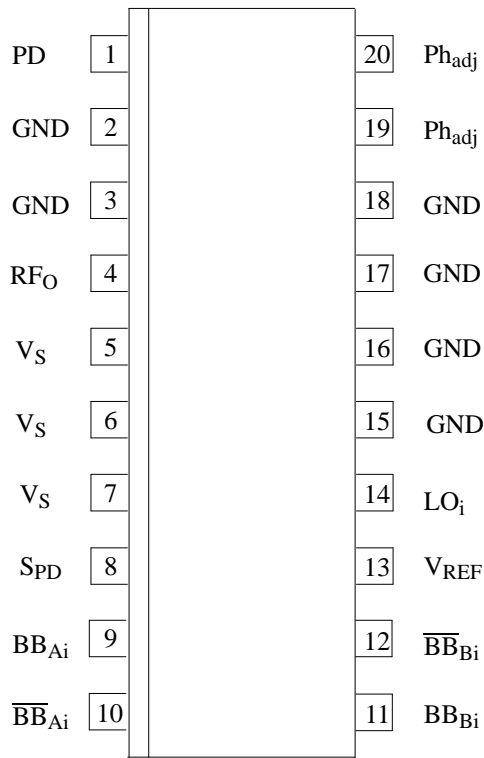 PD 1 20 Ph_adj
GND 2 19 Ph_adj
GND 3 18 GND
RF_O 4 17 GND
V_S 5 16 GND
V_S 6 15 GND
V_S 7 14 LO_i
S_PD 8 13 V_REF
BB_Ai 9 12 B̅B̅_Bi
B̅B̅_Ai 10 11 BB_Bi